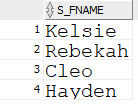 S_FNAME
1 Kelsie
2 Rebekah
3 Cleo
4 Hayden